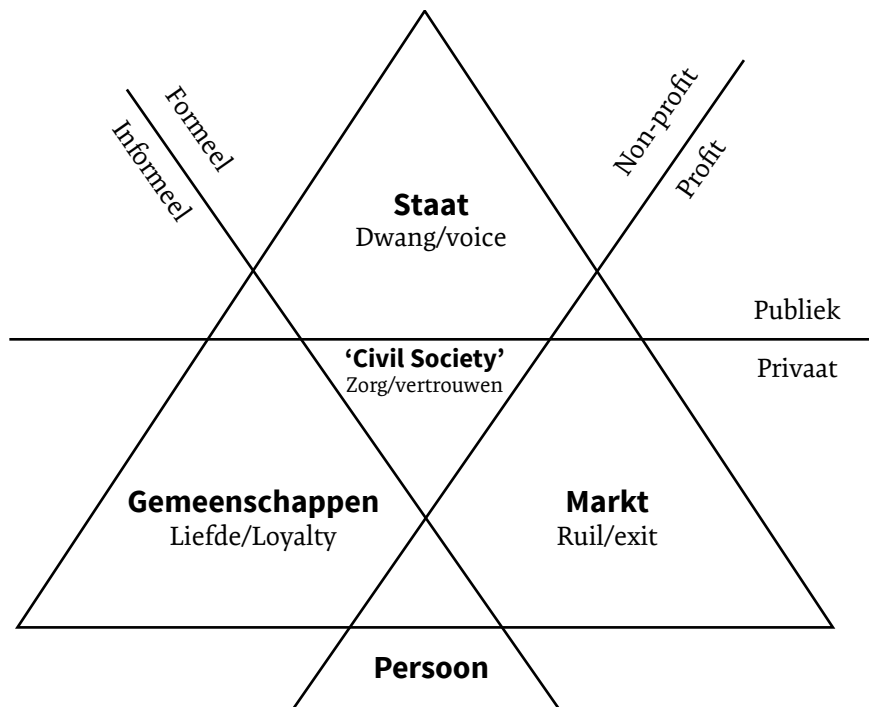 Formeel
Informeel
Non-profit
Profit
Staat
Dwang/voice
Publiek
Privaat
‘Civil Society’
Zorg/vertrouwen
Gemeenschappen
Liefde/Loyalty
Markt
Ruil/exit
Persoon